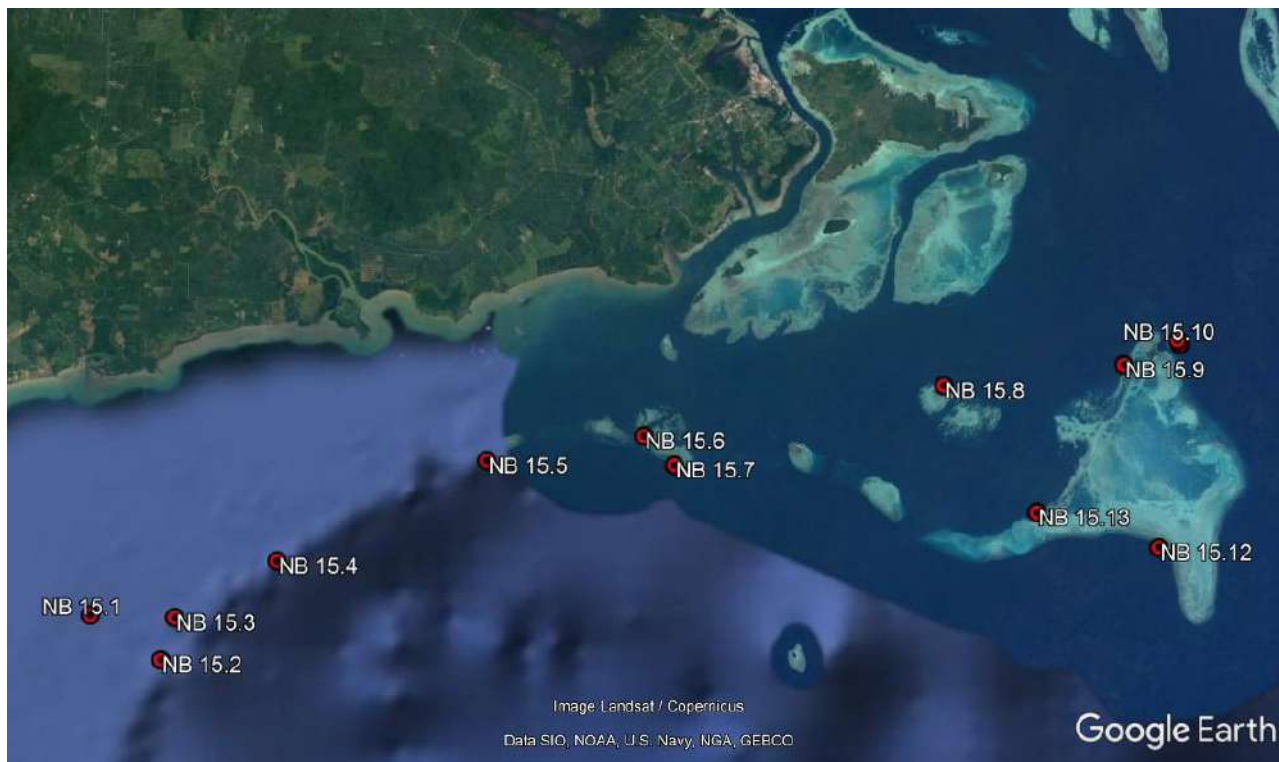 NB 15.10
NB 15.9
NB 15.8
NB 15.6
NB 15.5
NB 15.7
NB 15.13
NB 15.12
NB 15.4
NB 15.1
NB 15.3
NB 15.2
Image Landsat / Copernicus
Data SIO, NOAA, U.S. Navy, NGA, GEBCO
Google Earth